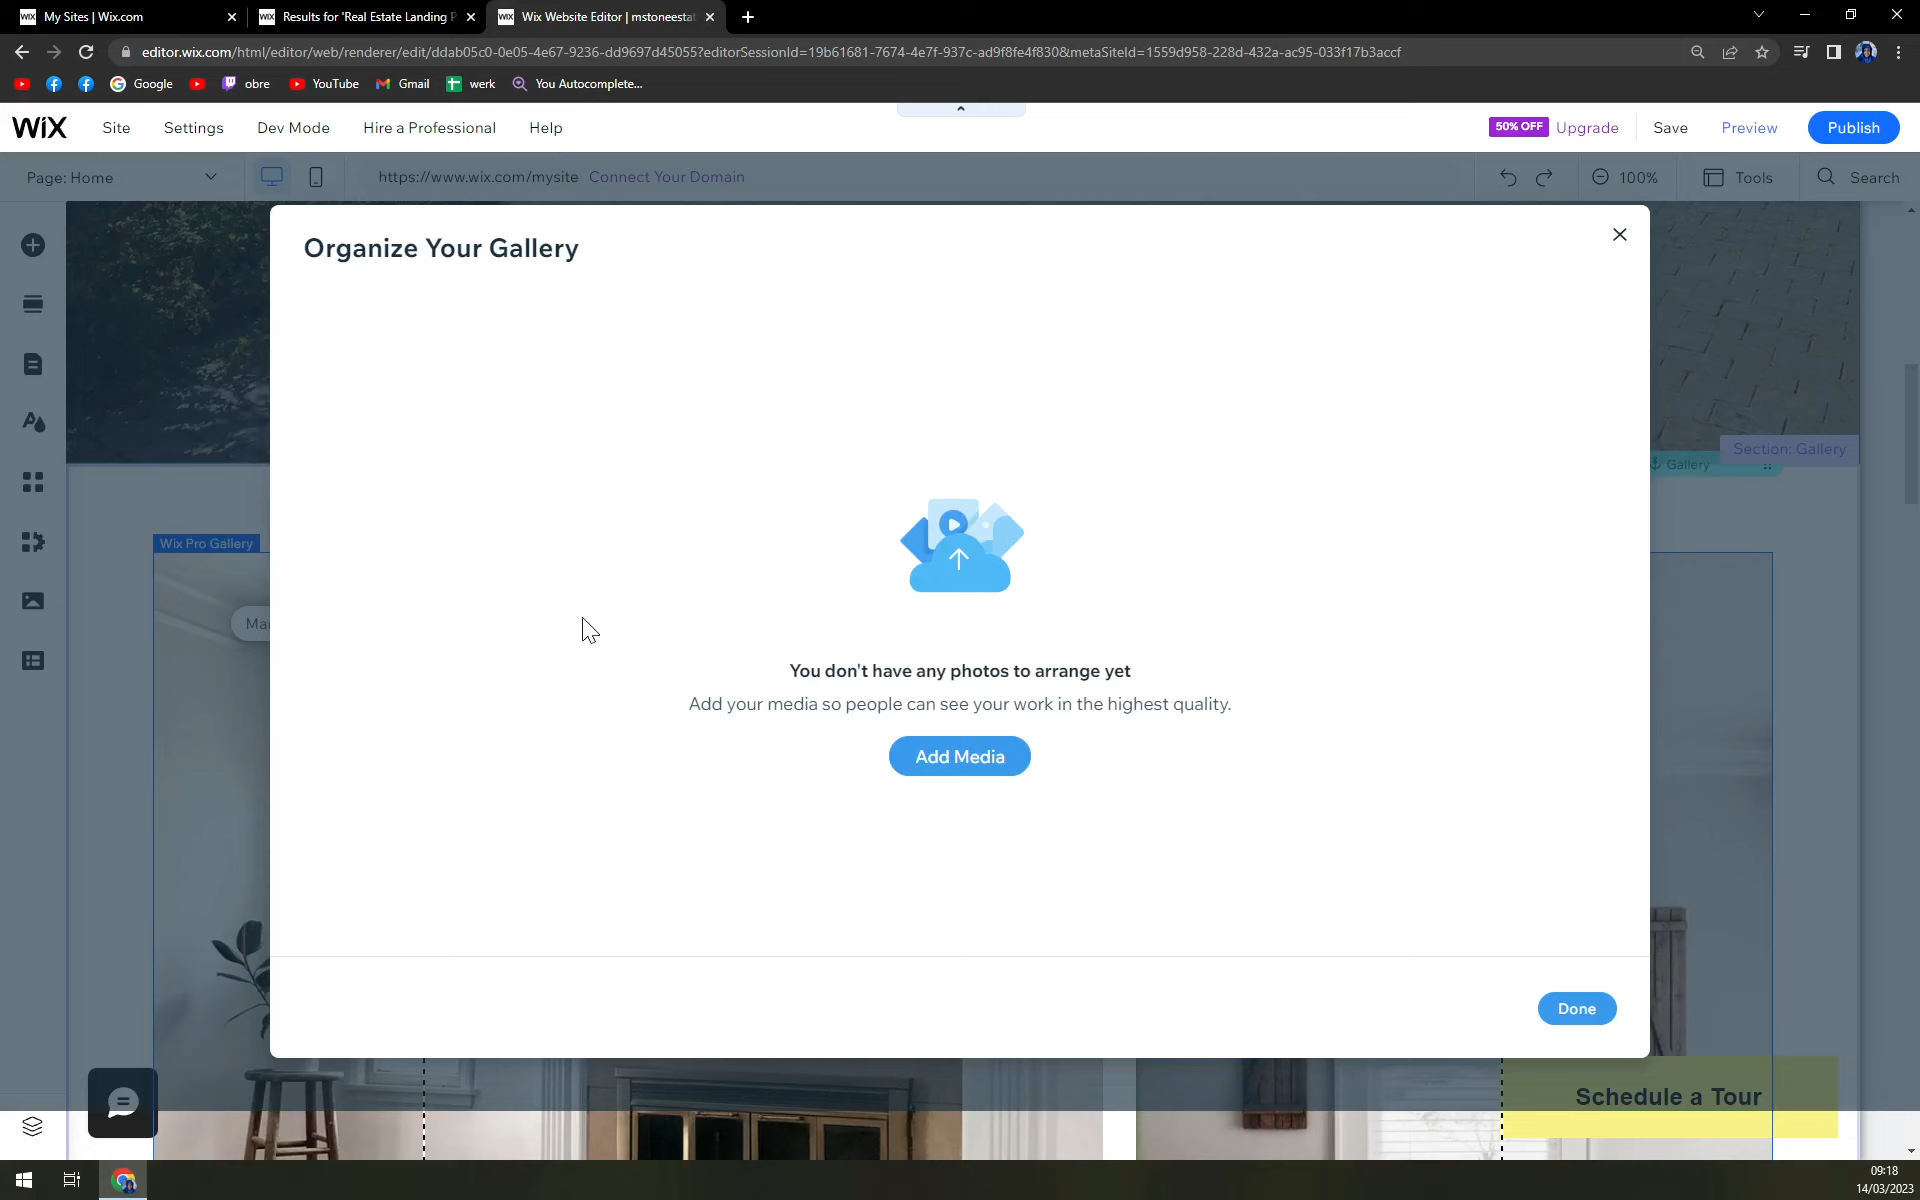 WiX My Sites | Wix.com
WiX Results for 'Real Estate Landing P
WiX Wix Website Editor | mstoneestat
editor.wix.com/html/editor/web/renderer/edit/ddab05c0-0e05-4e67-9236-dd9697d45055?editorSessionId=19b61681-7674-4e7f-937c-ad9f8fe4f830&metaSiteId=1559d958-228d-432a-ac95-033f17b3accf
Google obre YouTube Gmail werk You Autocomplete...
WiX Site Settings Dev Mode Hire a Professional Help 50% OFF Upgrade Save Preview Publish
Page: Home https://www.wix.com/mysite Connect Your Domain 100% Tools Search
Organize Your Gallery
Section: Gallery
Gallery
Wix Pro Gallery
Ma
You don't have any photos to arrange yet
Add your media so people can see your work in the highest quality.
Add Media
Done
Schedule a Tour
09:18
14/03/2023